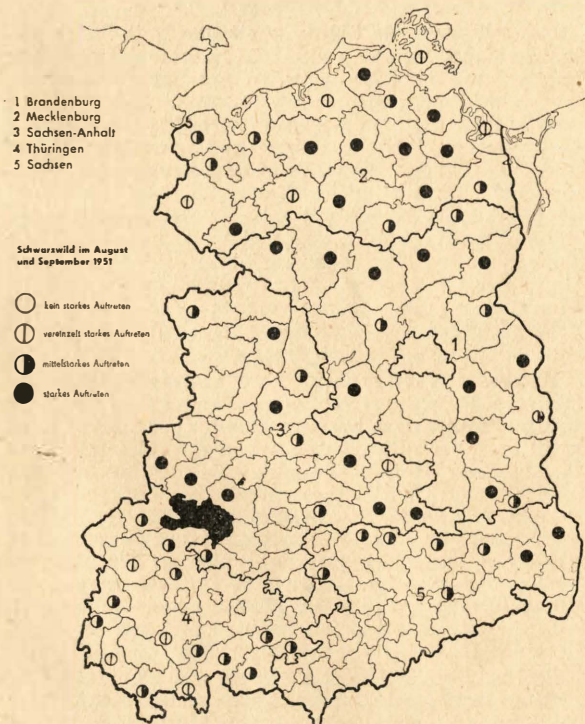 1 Brandenburg
2 Mecklenburg
3 Sachsen-Anhalt
4 Thüringen
5 Sachsen
Schwarzwild im August
und September 1951
kein starkes Auftreten
vereinzelt starkes Auftreten
mittelstarkes Auftreten
starkes Auftreten
2
1
3
5
4